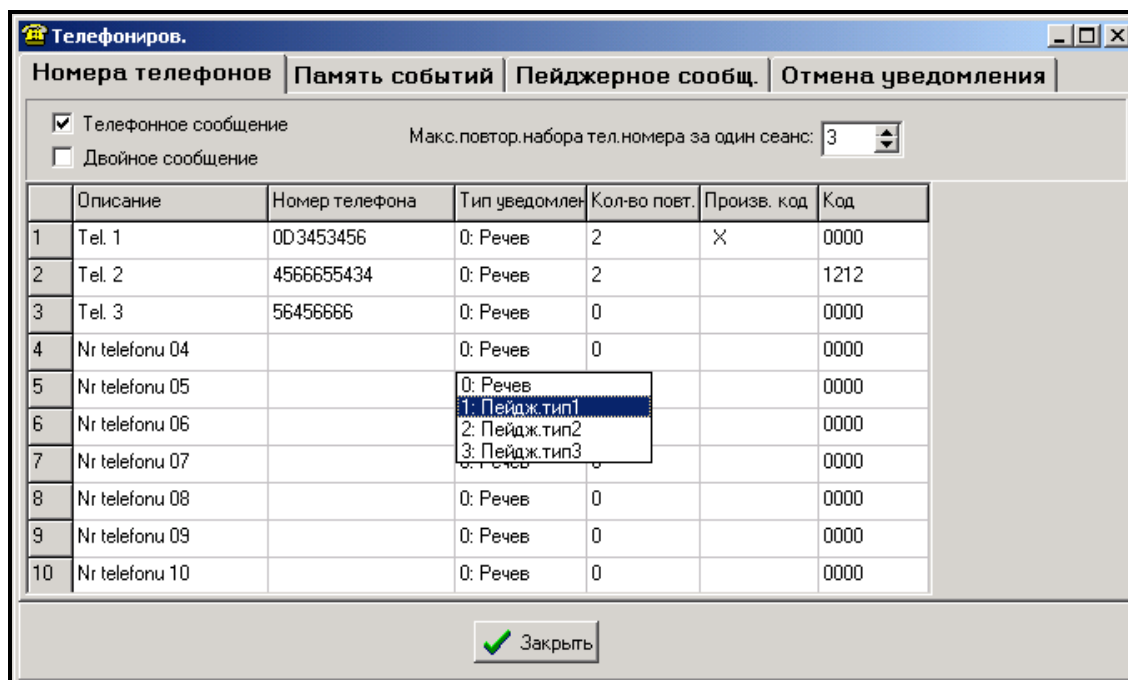 Телефониров.
Номера телефонов Память событий Пейджерное сообщ. Отмена уведомления
Телефонное сообщение
Макс.повтор.набора тел.номера за один сеанс: 3
Двойное сообщение
Описание Номер телефона Тип уведомлен Кол-во повт. Произв. код Код
1 Tel. 1 0D3453456 0: Речев 2 X 0000
2 Tel. 2 4566655434 0: Речев 2 1212
3 Tel. 3 56456666 0: Речев 0 0000
4 Nr telefonu 04 0: Речев 0 0000
5 Nr telefonu 05 0: Речев 0000
1: Пейдж.тип1
6 Nr telefonu 06 2: Пейдж.тип2 0000
3: Пейдж.тип3
7 Nr telefonu 07 0000
8 Nr telefonu 08 0: Речев 0 0000
9 Nr telefonu 09 0: Речев 0 0000
10 Nr telefonu 10 0: Речев 0 0000
Закрыть